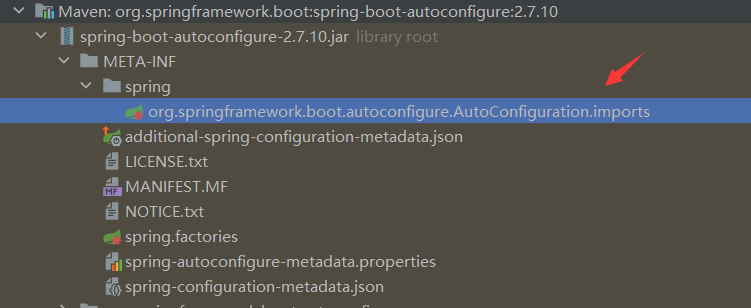 Maven: org.springframework.boot:spring-boot-autoconfigure:2.7.10
spring-boot-autoconfigure-2.7.10.jar library root
META-INF
spring
org.springframework.boot.autoconfigure.AutoConfiguration.imports
additional-spring-configuration-metadata.json
LICENSE.txt
MF MANIFEST.MF
NOTICE.txt
spring.factories
spring-autoconfigure-metadata.properties
spring-configuration-metadata.json